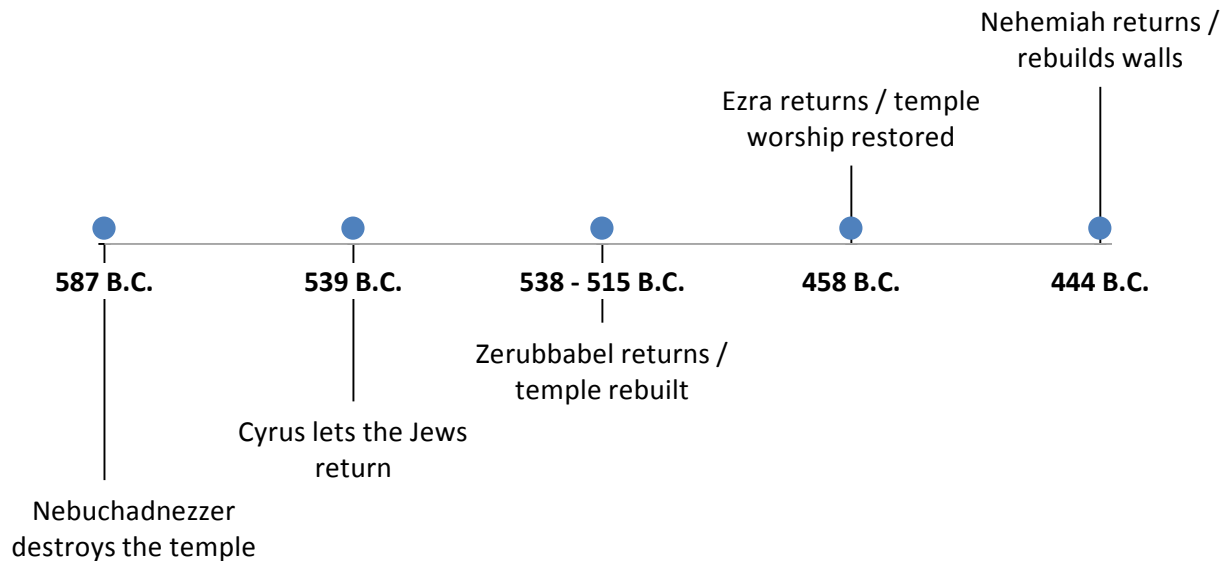 Nehemiah returns /
rebuilds walls
Ezra returns / temple
worship restored
587 B.C.
539 B.C.
538 - 515 B.C.
458 B.C.
444 B.C.
Zerubbabel returns /
temple rebuilt
Cyrus lets the Jews
return
Nebuchadnezzer
destroys the temple